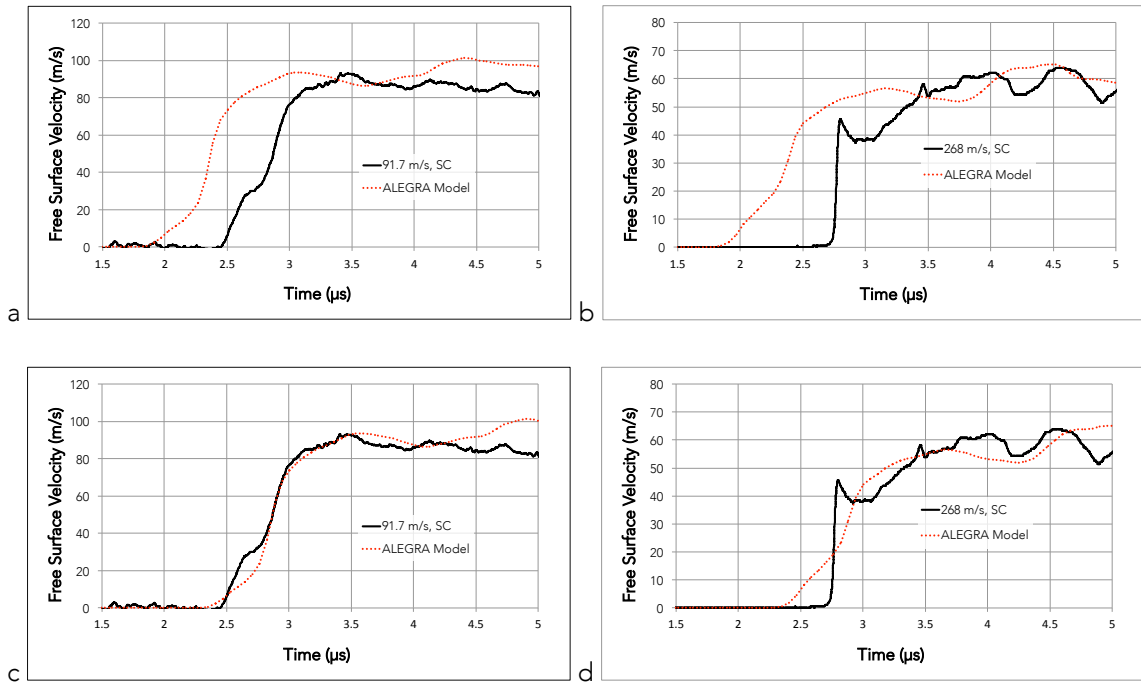 120
100
80
60
40
20
0
Free Surface Velocity (m/s)
91.7 m/s, SC
ALEGRA Model
1.5 2 2.5 3 3.5 4 4.5 5
Time (µs)
a
80
70
60
50
40
30
20
10
0
Free Surface Velocity (m/s)
268 m/s, SC
ALEGRA Model
1.5 2 2.5 3 3.5 4 4.5 5
Time (µs)
b
120
100
80
60
40
20
0
Free Surface Velocity (m/s)
91.7 m/s, SC
ALEGRA Model
1.5 2 2.5 3 3.5 4 4.5 5
Time (µs)
c
80
70
60
50
40
30
20
10
0
Free Surface Velocity (m/s)
268 m/s, SC
ALEGRA Model
1.5 2 2.5 3 3.5 4 4.5 5
Time (µs)
d